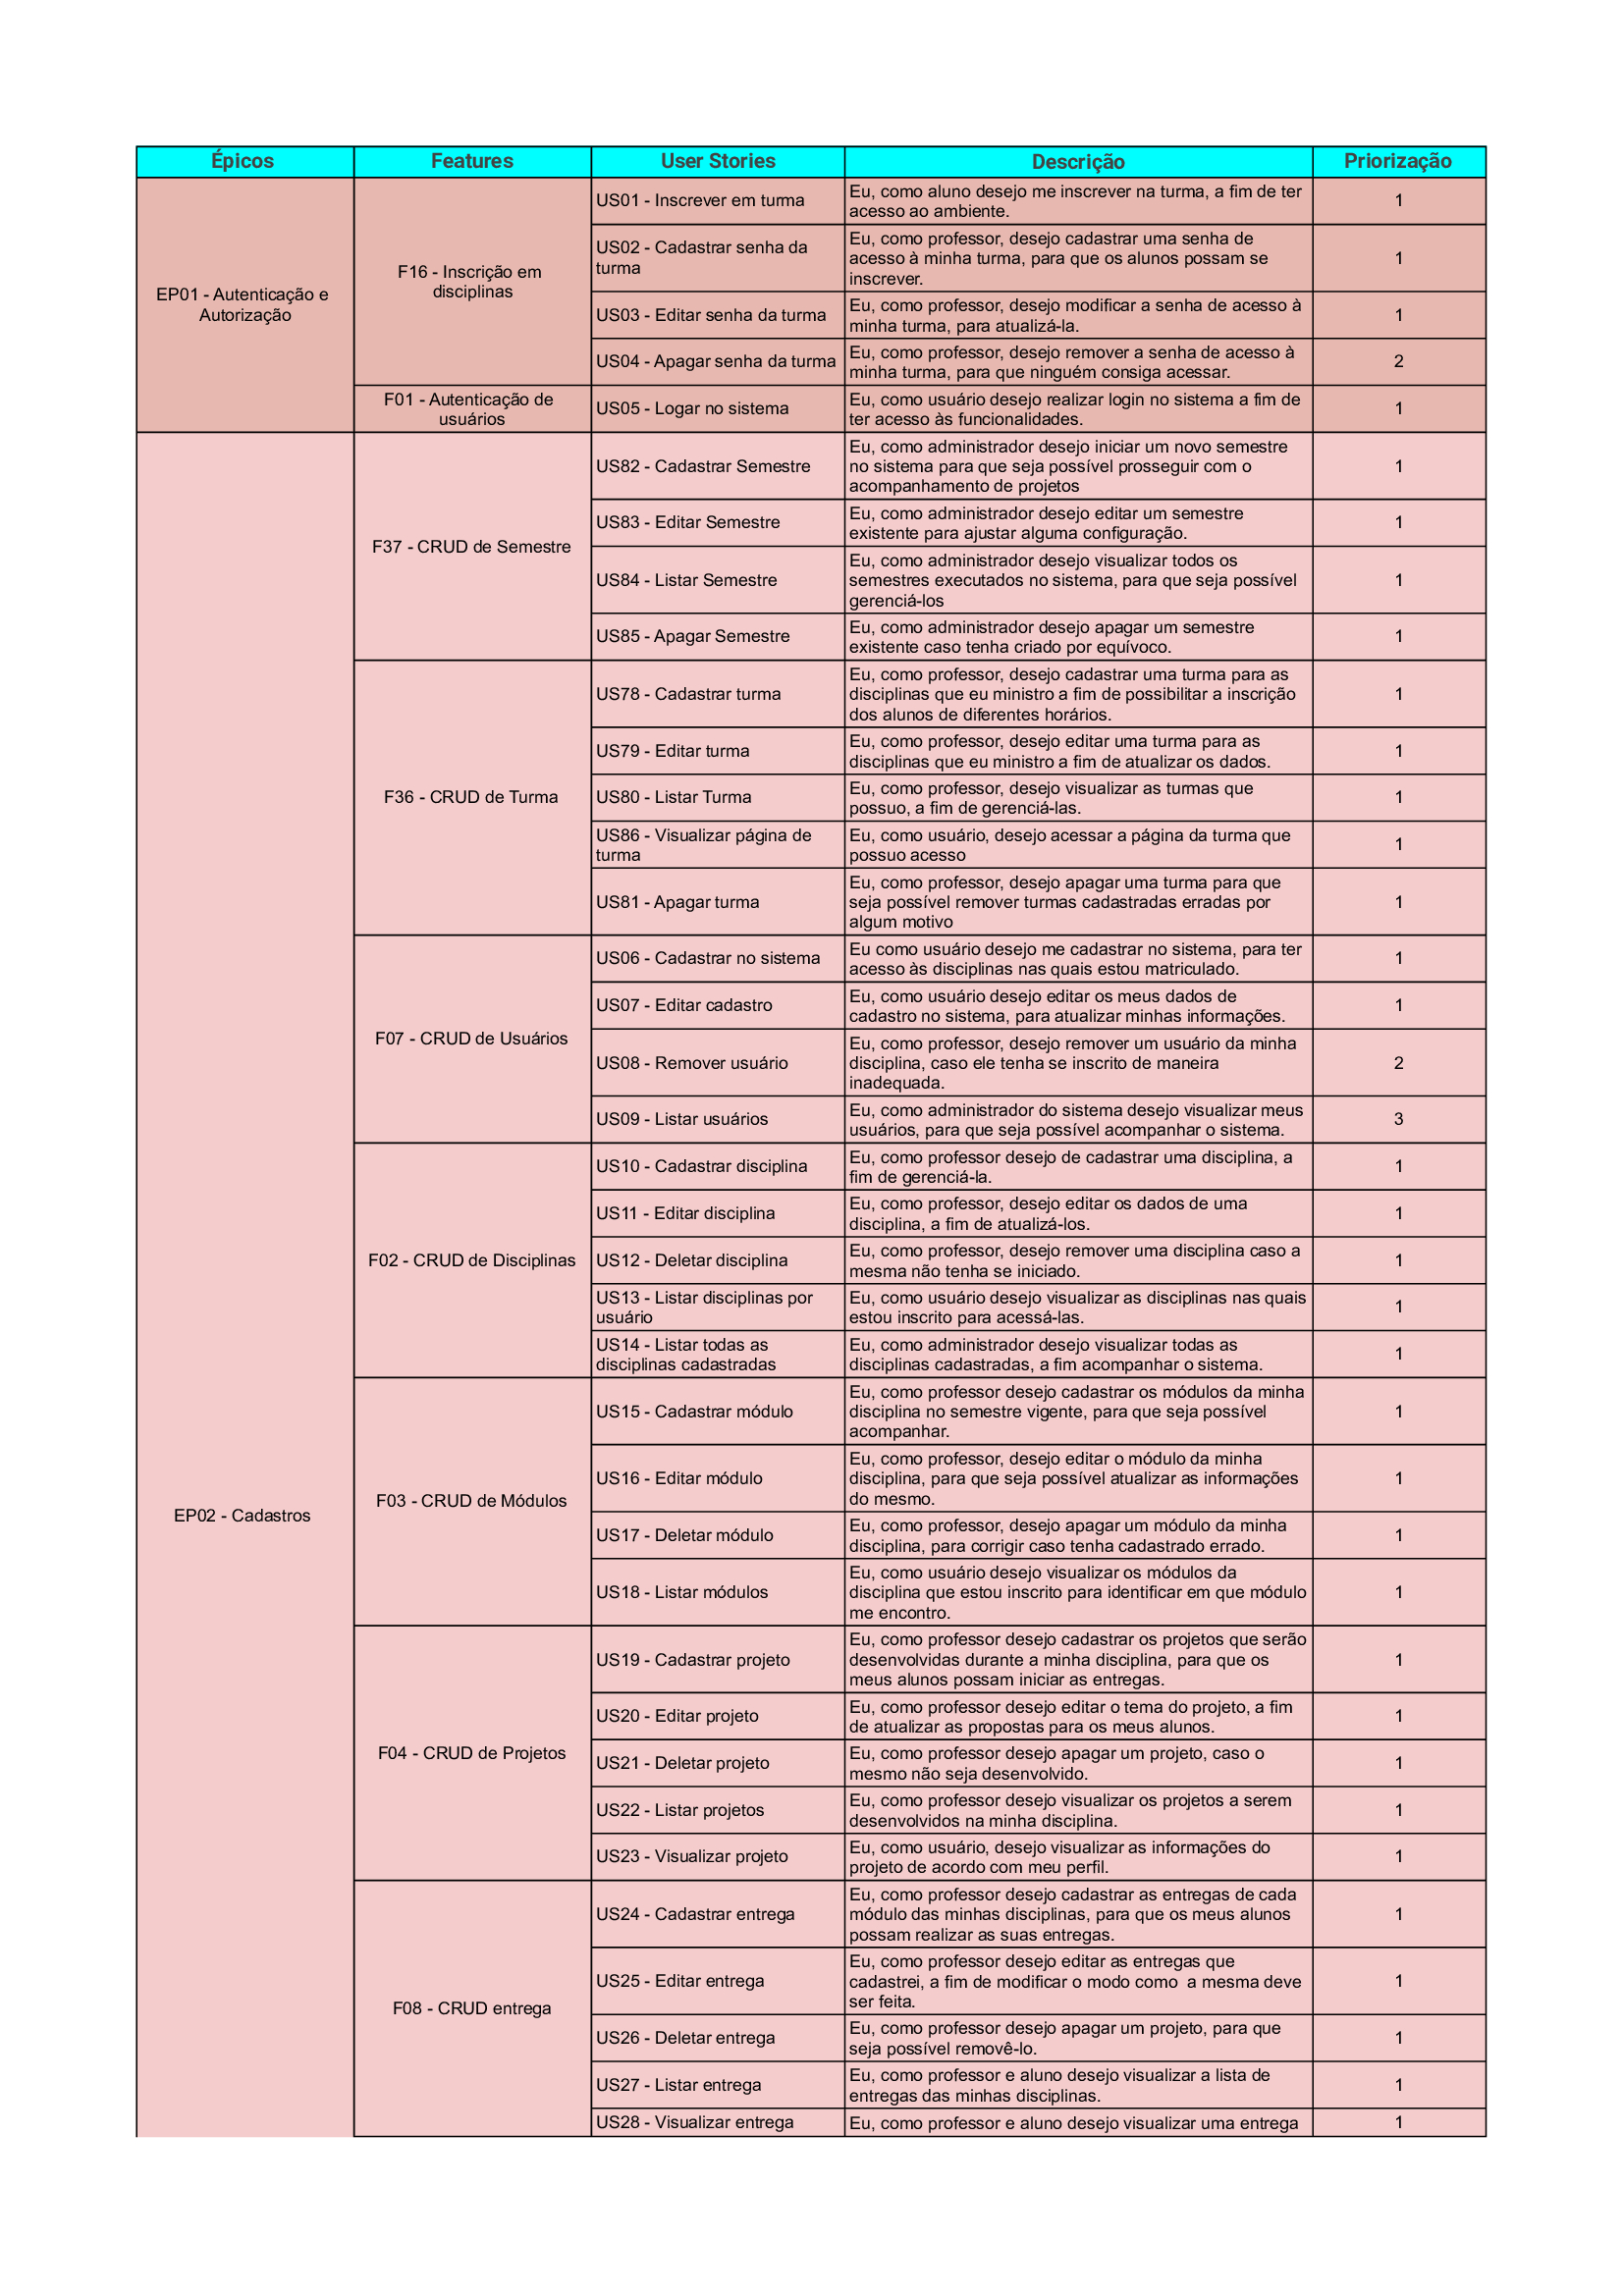 Épicos Features User Stories Descrição Priorização
EP01 - Autenticação e
Autorização
F16 - Inscrição em
disciplinas
US01 - Inscrever em turma
Eu, como aluno desejo me inscrever na turma, a fim de ter
acesso ao ambiente.
1
US02 - Cadastrar senha da
turma
Eu, como professor, desejo cadastrar uma senha de
acesso à minha turma, para que os alunos possam se
inscrever.
1
US03 - Editar senha da turma
Eu, como professor, desejo modificar a senha de acesso à
minha turma, para atualizá-la.
1
US04 - Apagar senha da turma
Eu, como professor, desejo remover a senha de acesso à
minha turma, para que ninguém consiga acessar.
2
F01 - Autenticação de
usuários
US05 - Logar no sistema
Eu, como usuário desejo realizar login no sistema a fim de
ter acesso às funcionalidades.
1
EP02 - Cadastros
F37 - CRUD de Semestre
US82 - Cadastrar Semestre
Eu, como administrador desejo iniciar um novo semestre
no sistema para que seja possível prosseguir com o
acompanhamento de projetos
1
US83 - Editar Semestre
Eu, como administrador desejo editar um semestre
existente para ajustar alguma configuração.
1
US84 - Listar Semestre
Eu, como administrador desejo visualizar todos os
semestres executados no sistema, para que seja possível
gerenciá-los
1
US85 - Apagar Semestre
Eu, como administrador desejo apagar um semestre
existente caso tenha criado por equívoco.
1
F36 - CRUD de Turma
US78 - Cadastrar turma
Eu, como professor, desejo cadastrar uma turma para as
disciplinas que eu ministro a fim de possibilitar a inscrição
dos alunos de diferentes horários.
1
US79 - Editar turma
Eu, como professor, desejo editar uma turma para as
disciplinas que eu ministro a fim de atualizar os dados.
1
US80 - Listar Turma
Eu, como professor, desejo visualizar as turmas que
possuo, a fim de gerenciá-las.
1
US86 - Visualizar página de
turma
Eu, como usuário, desejo acessar a página da turma que
possuo acesso
1
US81 - Apagar turma
Eu, como professor, desejo apagar uma turma para que
seja possível remover turmas cadastradas erradas por
algum motivo
1
F07 - CRUD de Usuários
US06 - Cadastrar no sistema
Eu como usuário desejo me cadastrar no sistema, para ter
acesso às disciplinas nas quais estou matriculado.
1
US07 - Editar cadastro
Eu, como usuário desejo editar os meus dados de
cadastro no sistema, para atualizar minhas informações.
1
US08 - Remover usuário
Eu, como professor, desejo remover um usuário da minha
disciplina, caso ele tenha se inscrito de maneira
inadequada.
2
US09 - Listar usuários
Eu, como administrador do sistema desejo visualizar meus
usuários, para que seja possível acompanhar o sistema.
3
F02 - CRUD de Disciplinas
US10 - Cadastrar disciplina
Eu, como professor desejo de cadastrar uma disciplina, a
fim de gerenciá-la.
1
US11 - Editar disciplina
Eu, como professor, desejo editar os dados de uma
disciplina, a fim de atualizá-los.
1
US12 - Deletar disciplina
Eu, como professor, desejo remover uma disciplina caso a
mesma não tenha se iniciado.
1
US13 - Listar disciplinas por
usuário
Eu, como usuário desejo visualizar as disciplinas nas quais
estou inscrito para acessá-las.
1
US14 - Listar todas as
disciplinas cadastradas
Eu, como administrador desejo visualizar todas as
disciplinas cadastradas, a fim acompanhar o sistema.
1
F03 - CRUD de Módulos
US15 - Cadastrar módulo
Eu, como professor desejo cadastrar os módulos da minha
disciplina no semestre vigente, para que seja possível
acompanhar.
1
US16 - Editar módulo
Eu, como professor, desejo editar o módulo da minha
disciplina, para que seja possível atualizar as informações
do mesmo.
1
US17 - Deletar módulo
Eu, como professor, desejo apagar um módulo da minha
disciplina, para corrigir caso tenha cadastrado errado.
1
US18 - Listar módulos
Eu, como usuário desejo visualizar os módulos da
disciplina que estou inscrito para identificar em que módulo
me encontro.
1
F04 - CRUD de Projetos
US19 - Cadastrar projeto
Eu, como professor desejo cadastrar os projetos que serão
desenvolvidas durante a minha disciplina, para que os
meus alunos possam iniciar as entregas.
1
US20 - Editar projeto
Eu, como professor desejo editar o tema do projeto, a fim
de atualizar as propostas para os meus alunos.
1
US21 - Deletar projeto
Eu, como professor desejo apagar um projeto, caso o
mesmo não seja desenvolvido.
1
US22 - Listar projetos
Eu, como professor desejo visualizar os projetos a serem
desenvolvidos na minha disciplina.
1
US23 - Visualizar projeto
Eu, como usuário, desejo visualizar as informações do
projeto de acordo com meu perfil.
1
F08 - CRUD entrega
US24 - Cadastrar entrega
Eu, como professor desejo cadastrar as entregas de cada
módulo das minhas disciplinas, para que os meus alunos
possam realizar as suas entregas.
1
US25 - Editar entrega
Eu, como professor desejo editar as entregas que
cadastrei, a fim de modificar o modo como  a mesma deve
ser feita.
1
US26 - Deletar entrega
Eu, como professor desejo apagar um projeto, para que
seja possível removê-lo.
1
US27 - Listar entrega
Eu, como professor e aluno desejo visualizar a lista de
entregas das minhas disciplinas.
1
US28 - Visualizar entrega
Eu, como professor e aluno desejo visualizar uma entrega
1